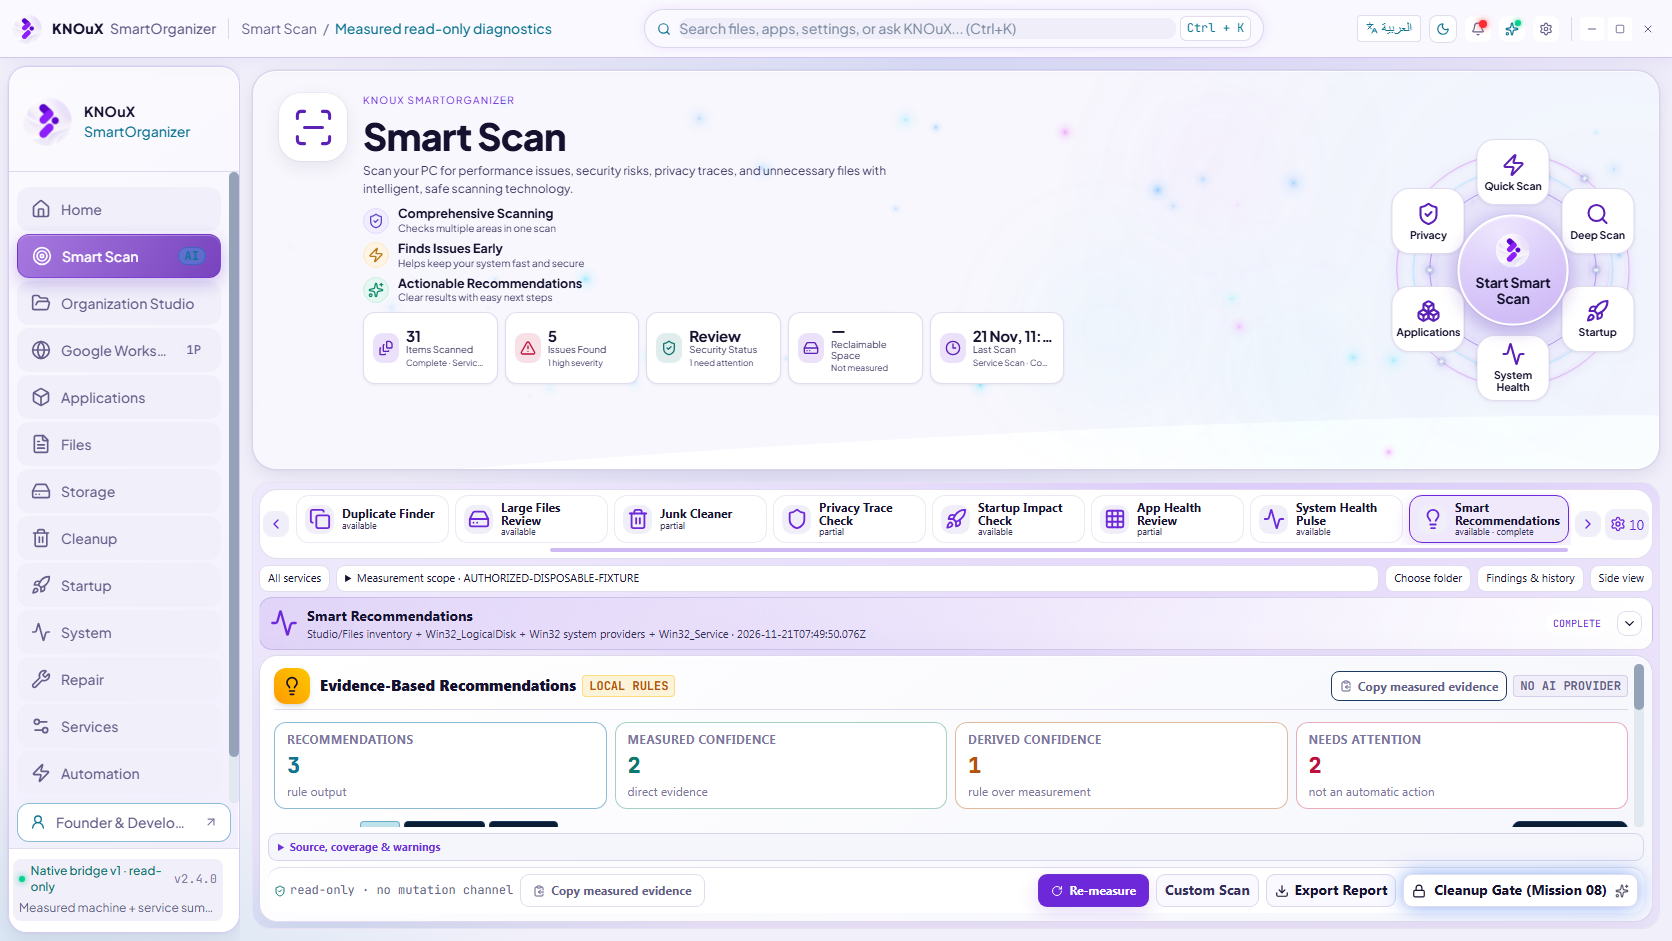 KNOuX SmartOrganizer
Smart Scan / Measured read-only diagnostics
Search files, apps, settings, or ask KNOuX... (Ctrl+K)
Ctrl + K
العربية
KNOuX
SmartOrganizer
Home
Smart Scan AI
Organization Studio
Google Works... 1P
Applications
Files
Storage
Cleanup
Startup
System
Repair
Services
Automation
Founder & Develo...
Native bridge v1 · read-only
v2.4.0
Measured machine + service sum...
KNOUX SMARTORGANIZER
Smart Scan
Scan your PC for performance issues, security risks, privacy traces, and unnecessary files with
intelligent, safe scanning technology.
Comprehensive Scanning
Checks multiple areas in one scan
Finds Issues Early
Helps keep your system fast and secure
Actionable Recommendations
Clear results with easy next steps
31
Items Scanned
Complete · Servic...
5
Issues Found
1 high severity
Review
Security Status
1 need attention
—
Reclaimable
Space
Not measured
21 Nov, 11:...
Last Scan
Service Scan · Co...
Quick Scan
Privacy
Deep Scan
Start Smart
Scan
Applications
Startup
System
Health
Duplicate Finder
available
Large Files
Review
available
Junk Cleaner
partial
Privacy Trace
Check
partial
Startup Impact
Check
available
App Health
Review
partial
System Health
Pulse
available
Smart
Recommendations
available · complete
10
All services
Measurement scope · AUTHORIZED-DISPOSABLE-FIXTURE
Choose folder
Findings & history
Side view
Smart Recommendations
Studio/Files inventory + Win32_LogicalDisk + Win32 system providers + Win32_Service · 2026-11-21T07:49:50.076Z
COMPLETE
Evidence-Based Recommendations LOCAL RULES
Copy measured evidence
NO AI PROVIDER
RECOMMENDATIONS
3
rule output
MEASURED CONFIDENCE
2
direct evidence
DERIVED CONFIDENCE
1
rule over measurement
NEEDS ATTENTION
2
not an automatic action
Source, coverage & warnings
read-only · no mutation channel
Copy measured evidence
Re-measure
Custom Scan
Export Report
Cleanup Gate (Mission 08)